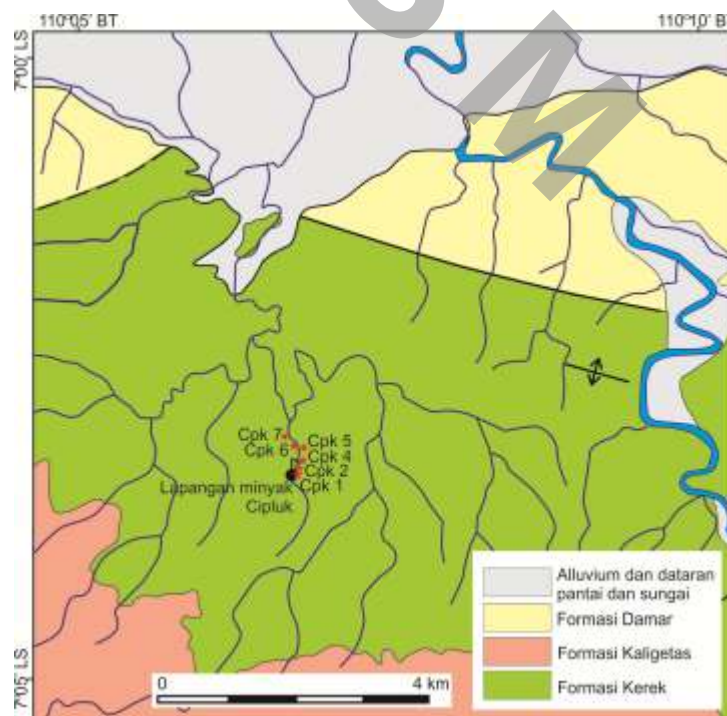 110°05' BT
110°10' BT
7°00' LS
Cpk 7
Cpk 5
Cpk 6
Cpk 4
Cpk 2
Cpk 1
Lapangan minyak
Cipluk
7°05' LS
0
4 km
Alluvium dan dataran
pantai dan sungai
Formasi Damar
Formasi Kaligetas
Formasi Kerek